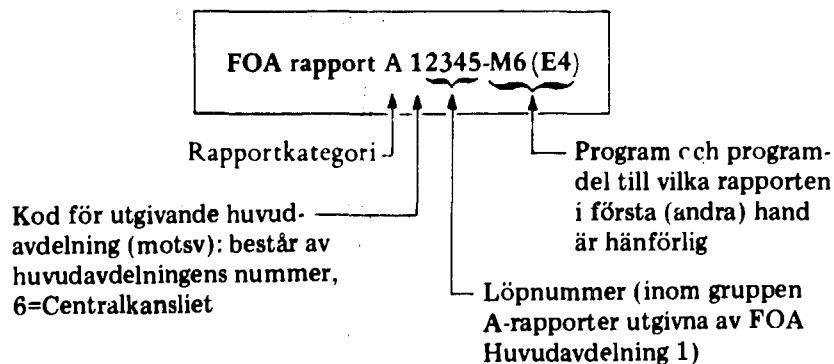 FOA rapport A 12345-M6(E4)
Rapportkategori
Program och program-
del till vilka rapporten
i första (andra) hand
är hänförlig
Kod för utgivande huvud-
avdelning (motsv): består av
huvudavdelningens nummer,
6=Centralkansliet
Löpnummer (inom gruppen
A-rapporter utgivna av FOA
Huvudavdelning 1)